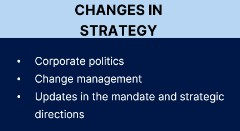 CHANGES IN
STRATEGY
• Corporate politics
• Change management
• Updates in the mandate and strategic
directions